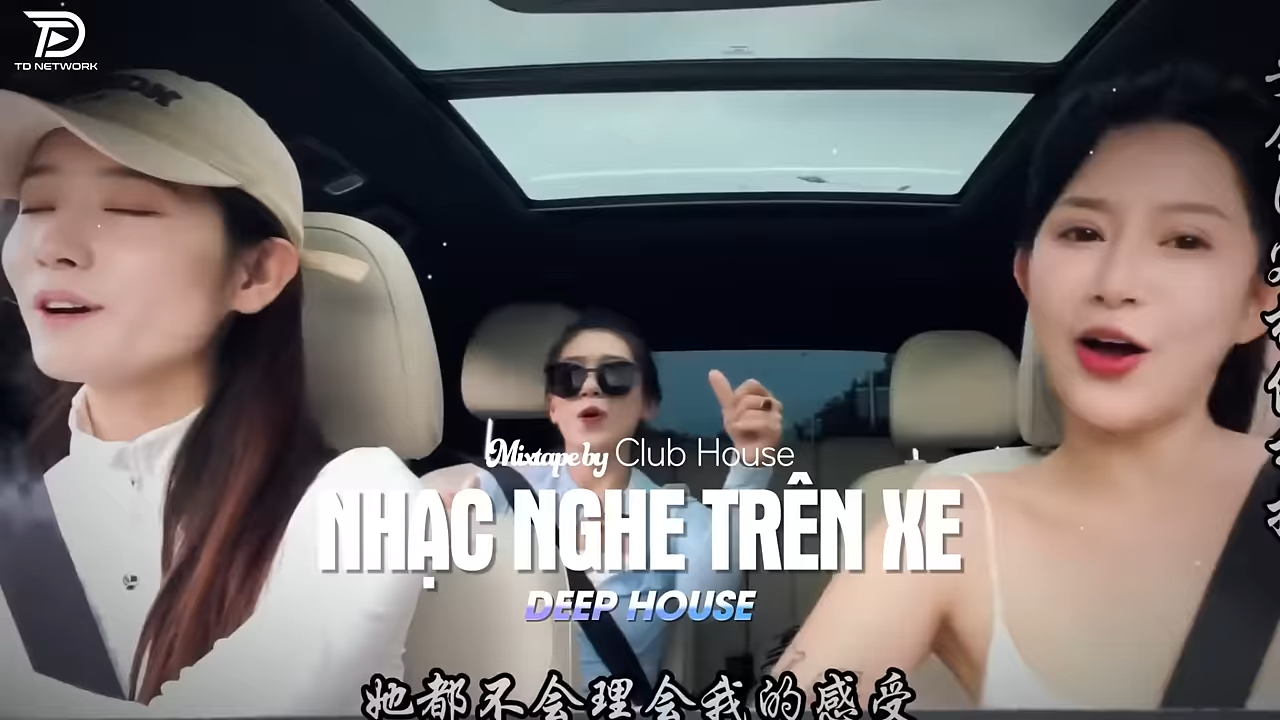 TD NETWORK
Mixtape by Club House
NHẠC NGHE TRÊN XE
DEEP HOUSE
她都不会理会我的感受